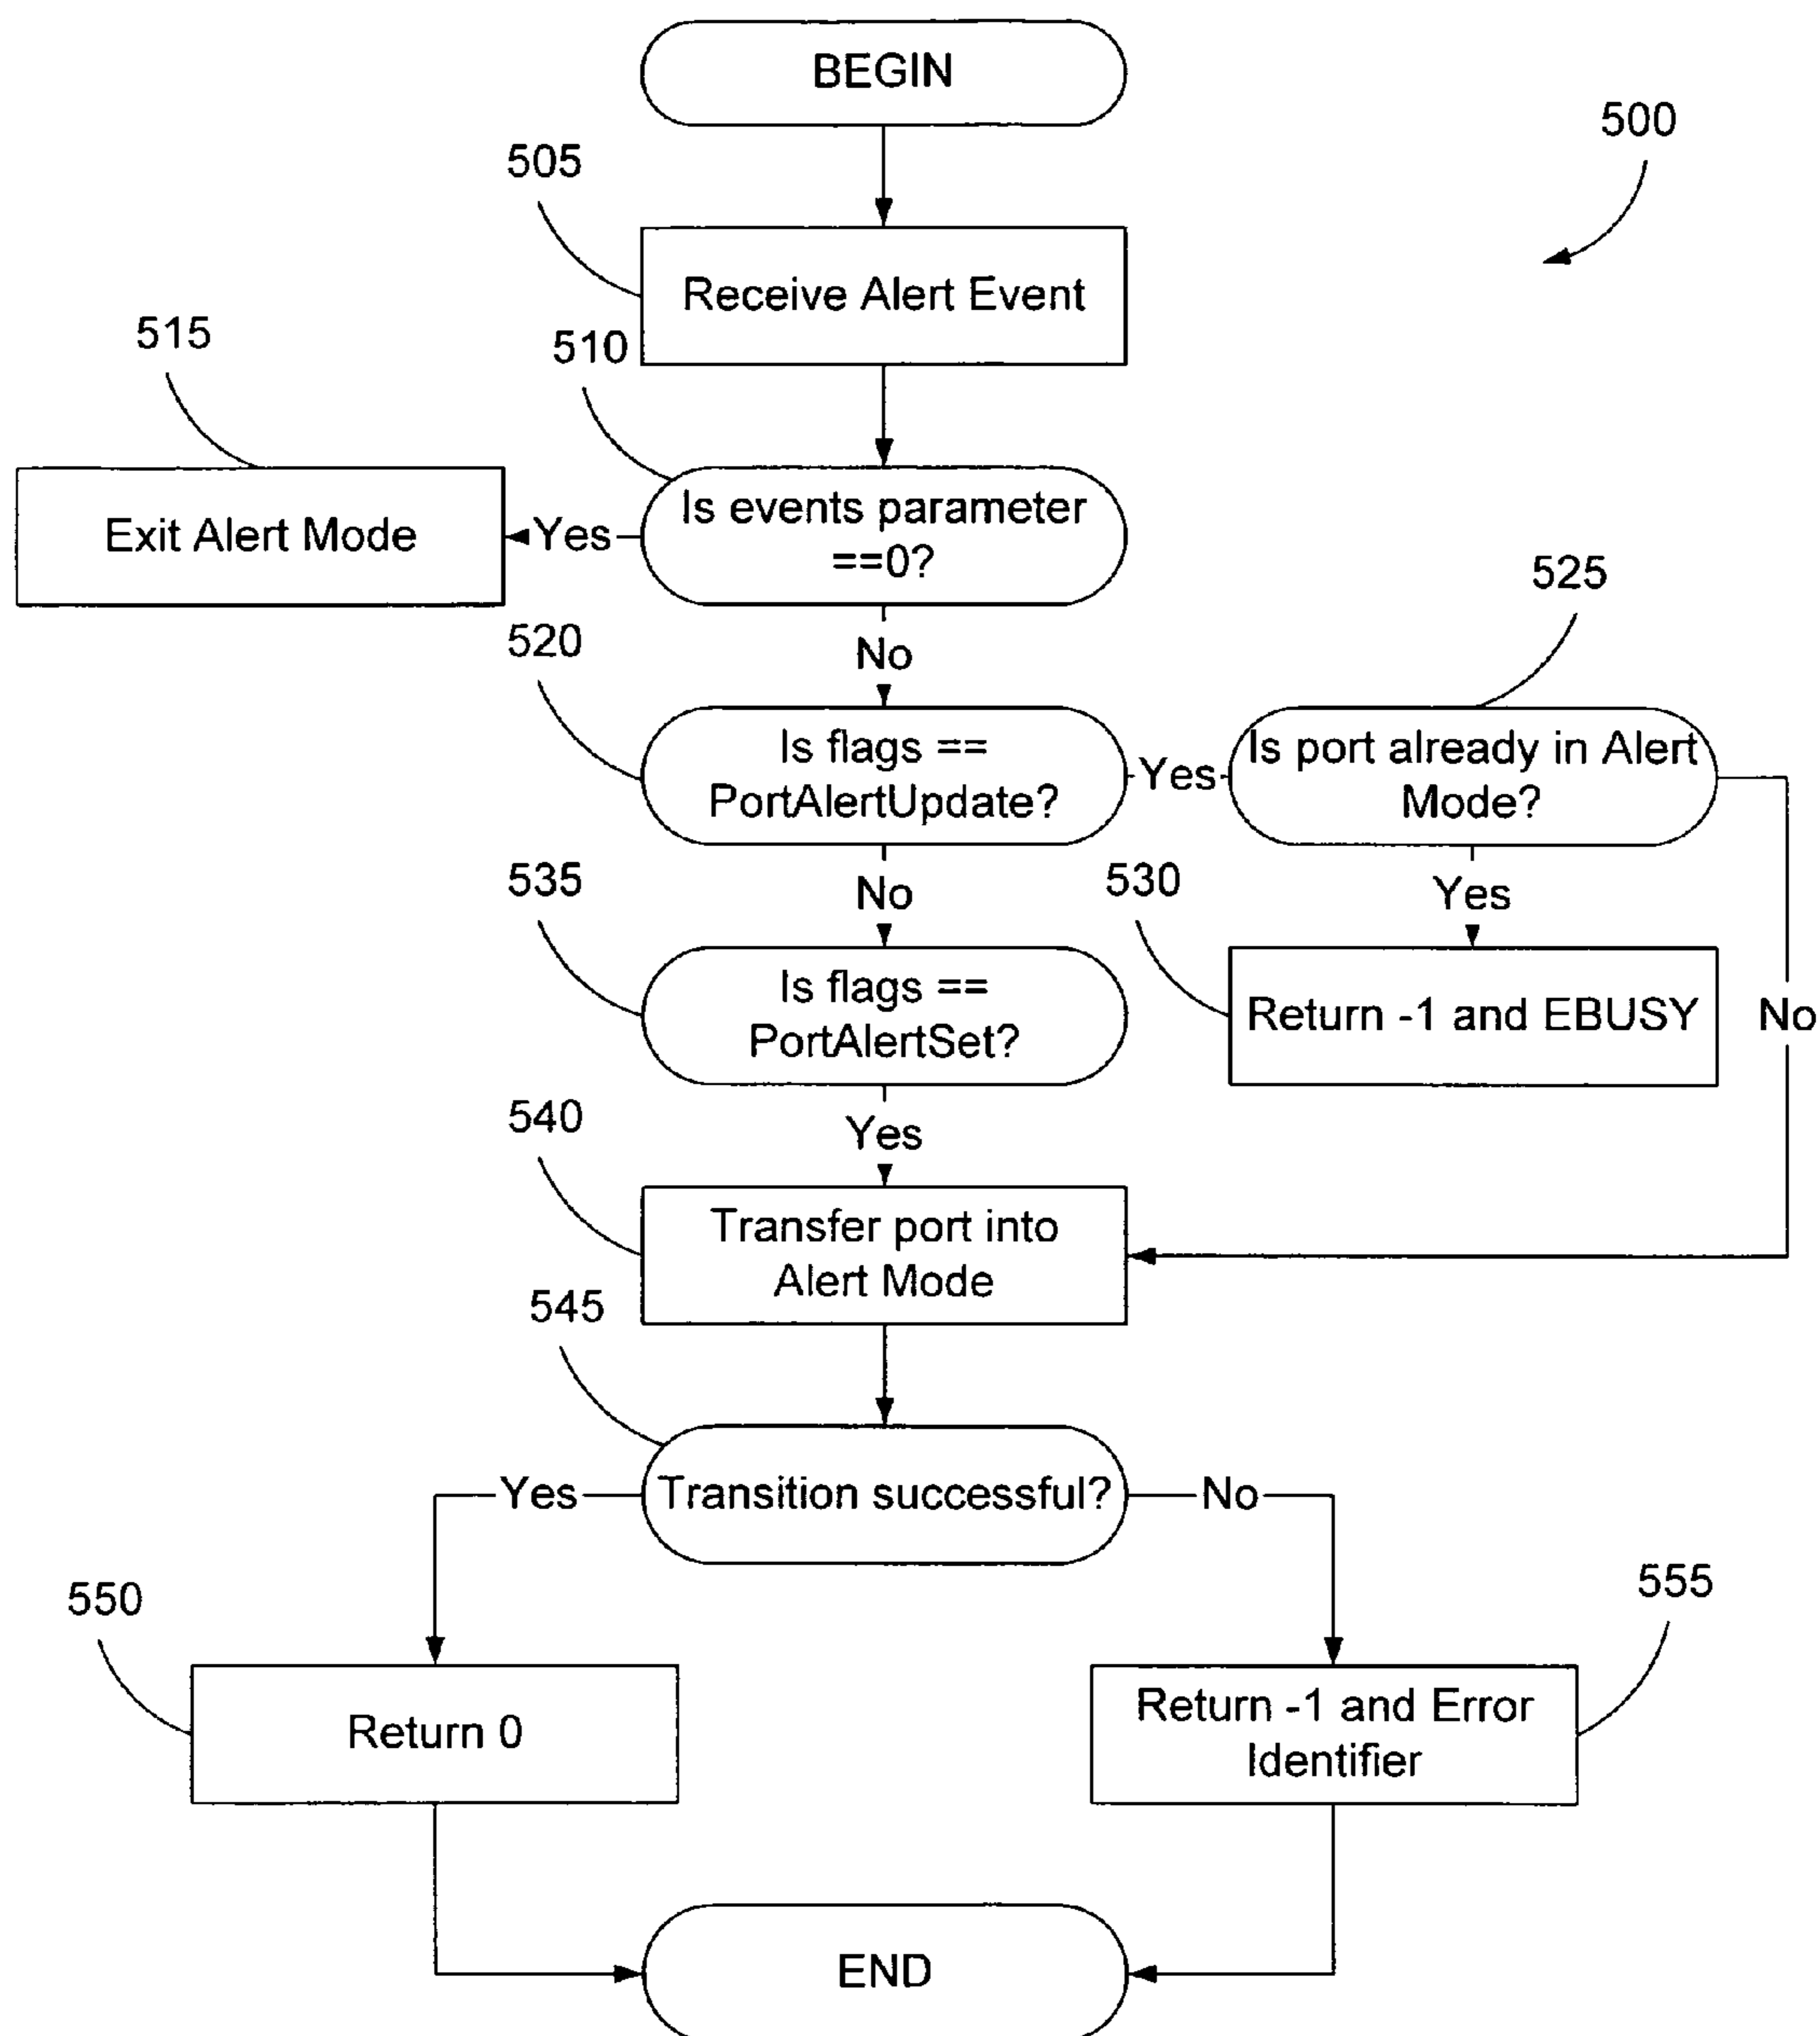 BEGIN
500
505
Receive Alert Event
515
510
Exit Alert Mode
Yes
Is events parameter
==0?
525
520
No
Is flags ==
PortAlertUpdate?
Yes
Is port already in Alert
Mode?
535
No
530
Yes
Is flags ==
PortAlertSet?
Return -1 and EBUSY
No
540
Yes
Transfer port into
Alert Mode
545
Yes
Transition successful?
No
550
555
Return 0
Return -1 and Error
Identifier
END